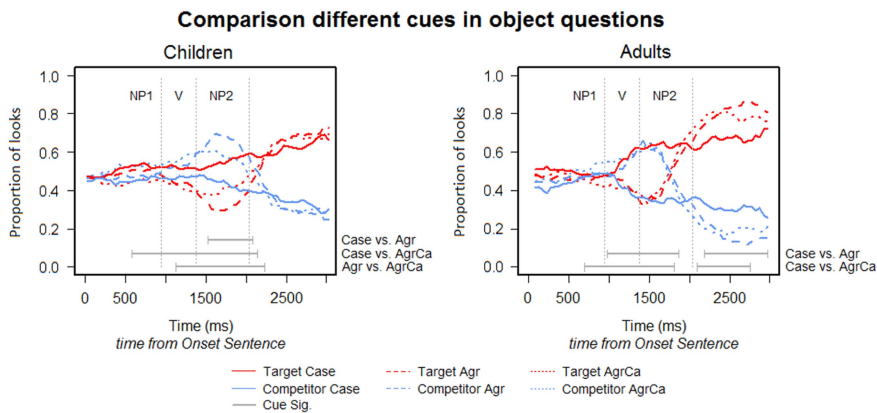 Comparison different cues in object questions
Children
Proportion of looks
1.0
0.8
0.6
0.4
0.2
0.0
NP1 V NP2
Case vs. Agr
Case vs. AgrCa
Agr vs. AgrCa
0 500 1500 2500
Time (ms)
time from Onset Sentence
Adults
Proportion of looks
1.0
0.8
0.6
0.4
0.2
0.0
NP1 V NP2
Case vs. Agr
Case vs. AgrCa
0 500 1500 2500
Time (ms)
time from Onset Sentence
Target Case Target Agr Target AgrCa
Competitor Case Competitor Agr Competitor AgrCa
Cue Sig.